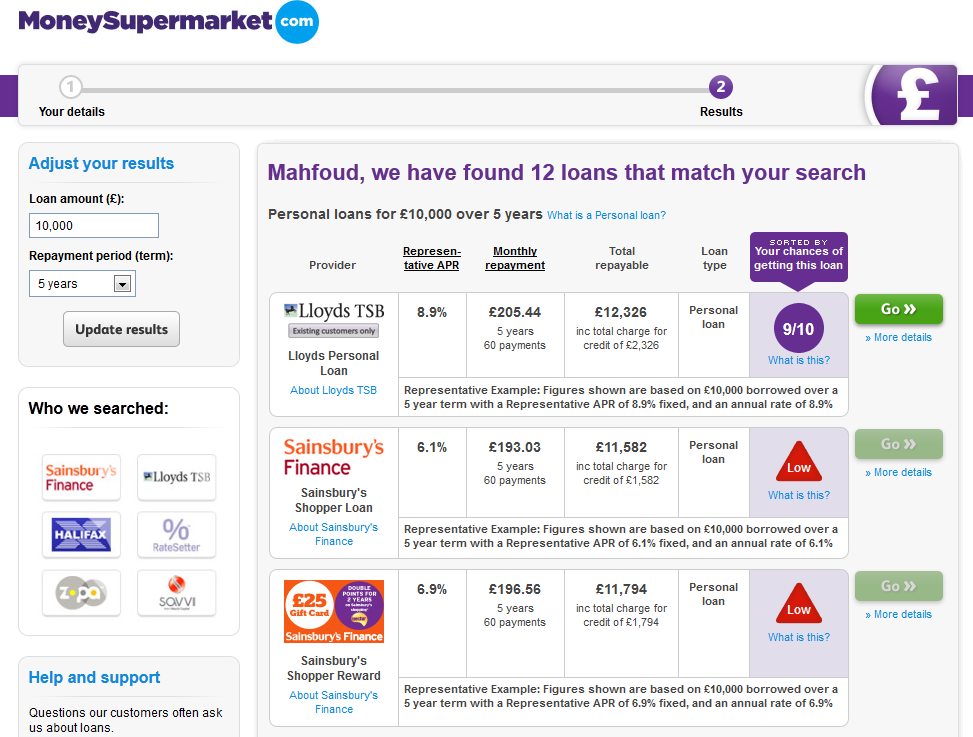 MoneySupermarket com
1
2
Your details
Results
£
Adjust your results
Loan amount (£):
10,000
Repayment period (term):
5 years
Update results
Who we searched:
Sainsbury's
Finance
Lloyds TSB
HALIFAX
%
RateSetter
zopa
SAVVI
Help and support
Questions our customers often ask
us about loans.
Mahfoud, we have found 12 loans that match your search
Personal loans for £10,000 over 5 years What is a Personal loan?
Provider
Represen-
tative APR
Monthly
repayment
Total
repayable
Loan
type
SORTED BY
Your chances of
getting this loan
Lloyds TSB
Existing customers only
Lloyds Personal
Loan
About Lloyds TSB
8.9%
£205.44
5 years
60 payments
£12,326
inc total charge for
credit of £2,326
Personal
loan
9/10
What is this?
Go »
» More details
Representative Example: Figures shown are based on £10,000 borrowed over a
5 year term with a Representative APR of 8.9% fixed, and an annual rate of 8.9%
Sainsbury's
Finance
Sainsbury's
Shopper Loan
About Sainsbury's
Finance
6.1%
£193.03
5 years
60 payments
£11,582
inc total charge for
credit of £1,582
Personal
loan
Low
What is this?
Go »
» More details
Representative Example: Figures shown are based on £10,000 borrowed over a
5 year term with a Representative APR of 6.1% fixed, and an annual rate of 6.1%
£25
Gift Card
DOUBLE
POINTS FOR
2 YEARS
on Sainsbury's
shopping
nectar
Sainsbury's Finance
Sainsbury's
Shopper Reward
About Sainsbury's
Finance
6.9%
£196.56
5 years
60 payments
£11,794
inc total charge for
credit of £1,794
Personal
loan
Low
What is this?
Go »
» More details
Representative Example: Figures shown are based on £10,000 borrowed over a
5 year term with a Representative APR of 6.9% fixed, and an annual rate of 6.9%